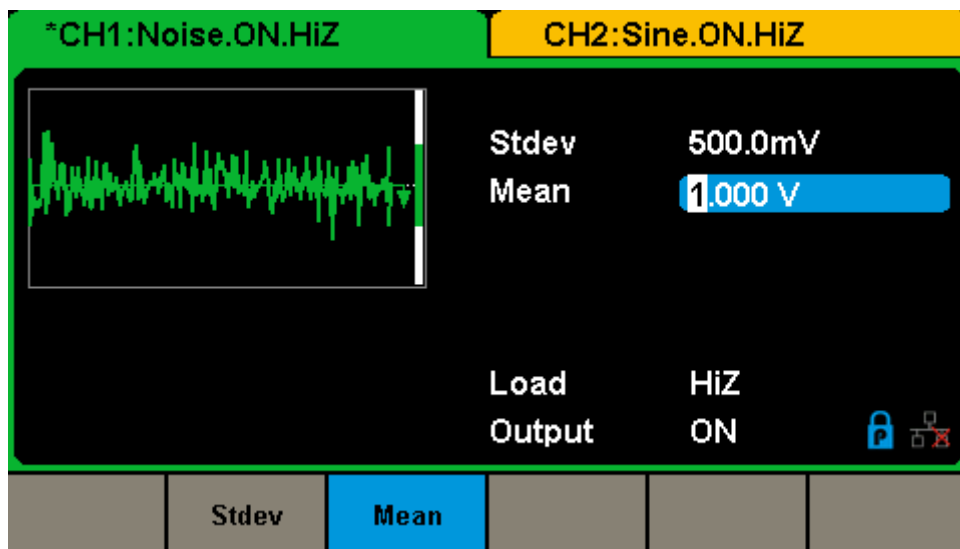 *CH1:Noise.ON.HiZ CH2:Sine.ON.HiZ
Stdev 500.0mV
Mean 1.000 V
Load HiZ
Output ON P
Stdev Mean